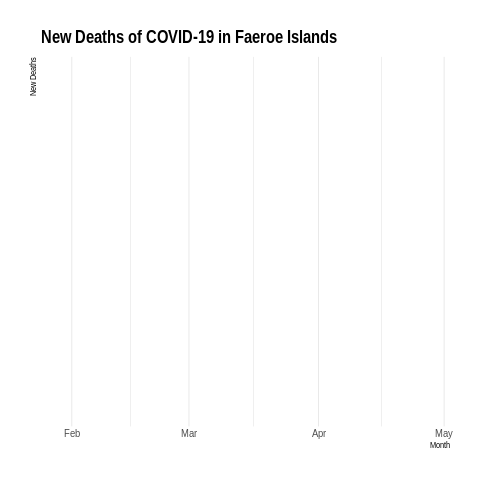 New Deaths of COVID-19 in Faeroe Islands
New Deaths
Feb Mar Apr May
Month